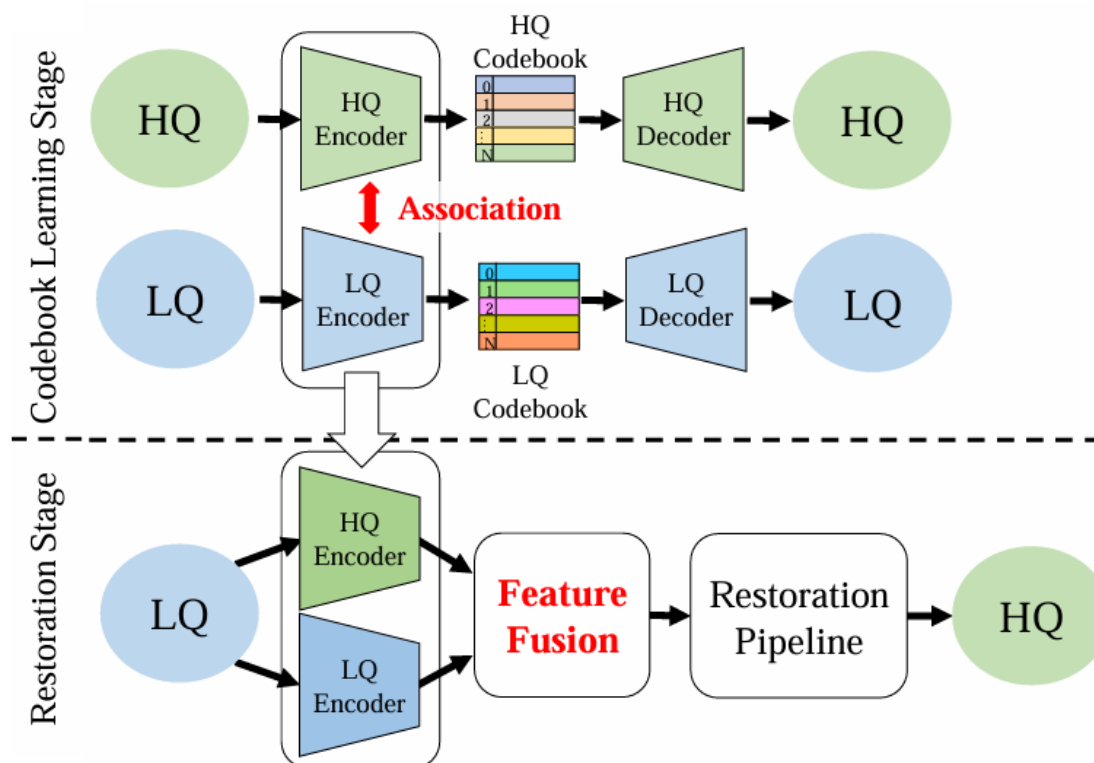 Codebook Learning Stage
HQ
HQ
Encoder
HQ
Codebook
0
1
2
⋮
N
HQ
Decoder
HQ
Association
LQ
LQ
Encoder
0
1
2
⋮
N
LQ
Codebook
LQ
Decoder
LQ
Restoration Stage
LQ
HQ
Encoder
LQ
Encoder
Feature
Fusion
Restoration
Pipeline
HQ